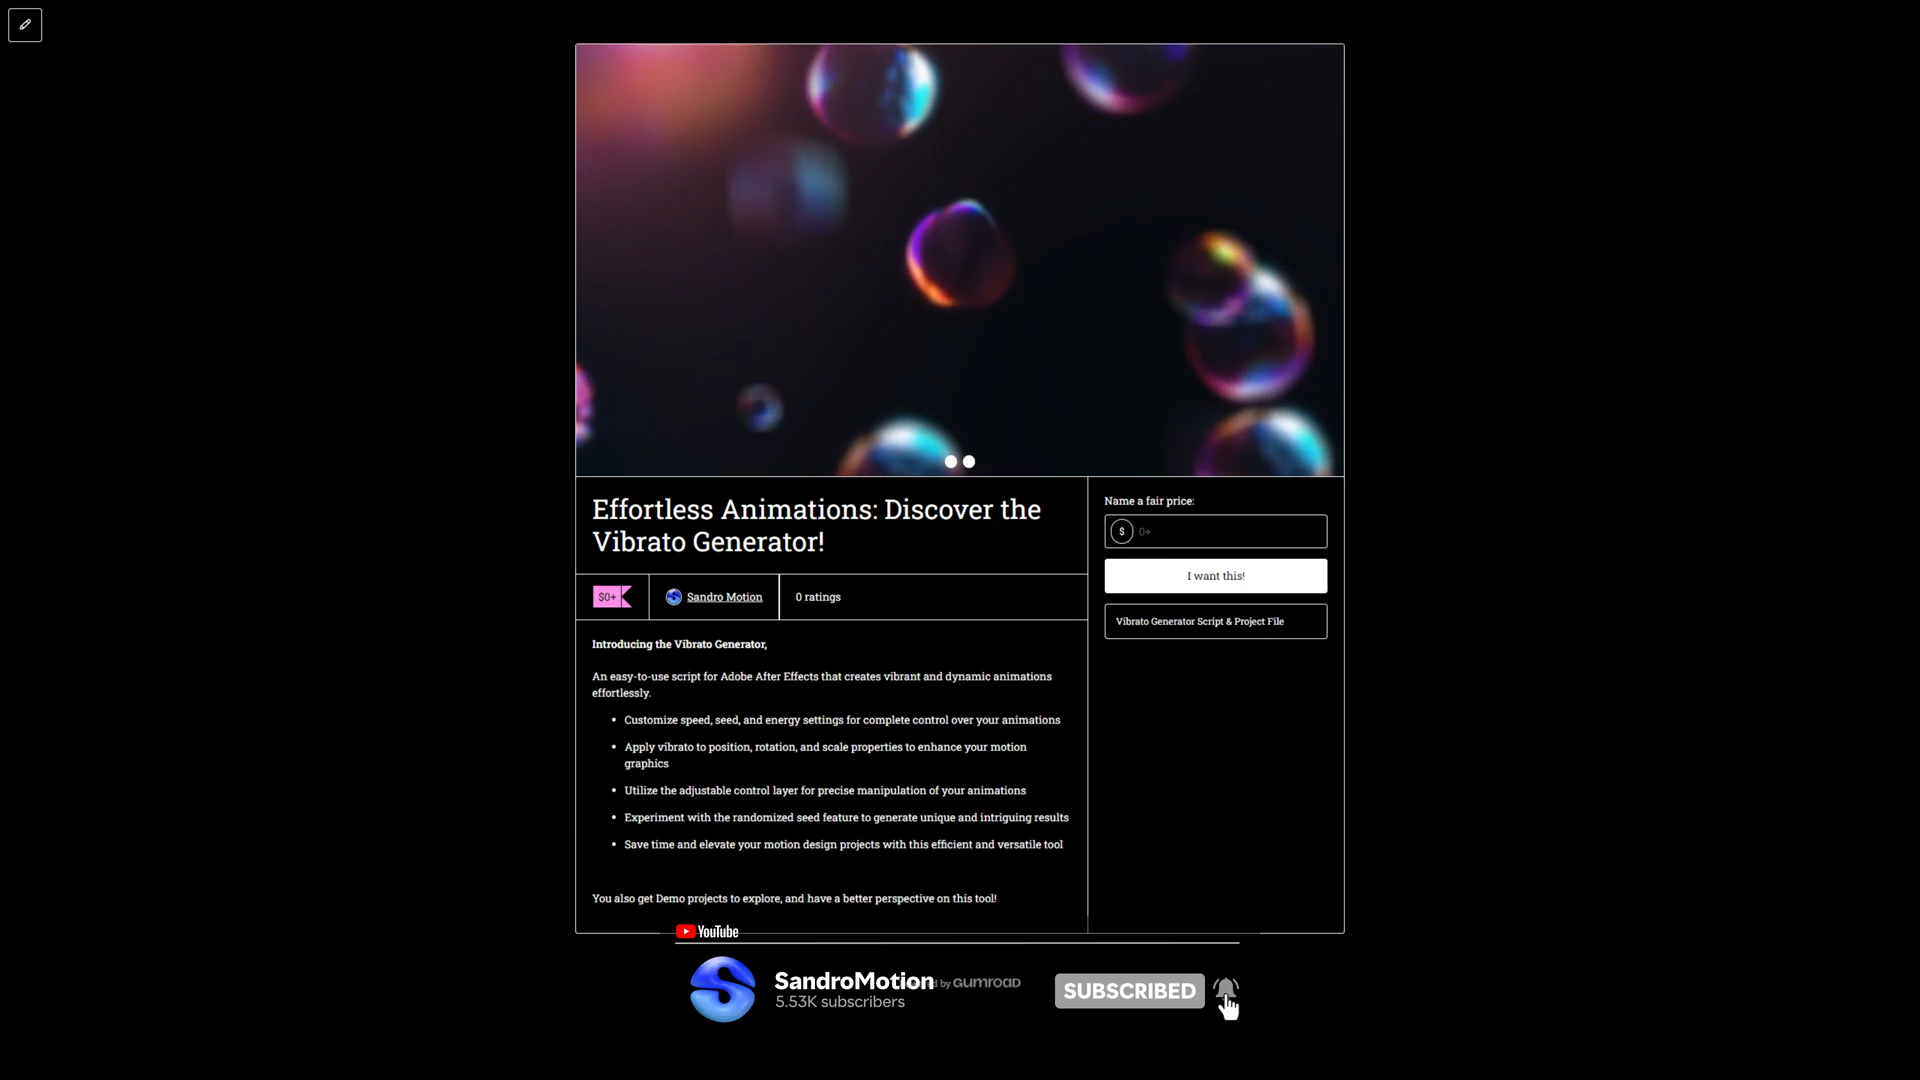 Effortless Animations: Discover the
Vibrato Generator!
$0+
Sandro Motion
0 ratings
Introducing the Vibrato Generator,
An easy-to-use script for Adobe After Effects that creates vibrant and dynamic animations
effortlessly.
• Customize speed, seed, and energy settings for complete control over your animations
• Apply vibrato to position, rotation, and scale properties to enhance your motion
graphics
• Utilize the adjustable control layer for precise manipulation of your animations
• Experiment with the randomized seed feature to generate unique and intriguing results
• Save time and elevate your motion design projects with this efficient and versatile tool
You also get Demo projects to explore, and have a better perspective on this tool!
Name a fair price:
$ 0+
I want this!
Vibrato Generator Script & Project File
YouTube
SandroMotion
by GUMROAD
5.53K subscribers
SUBSCRIBED